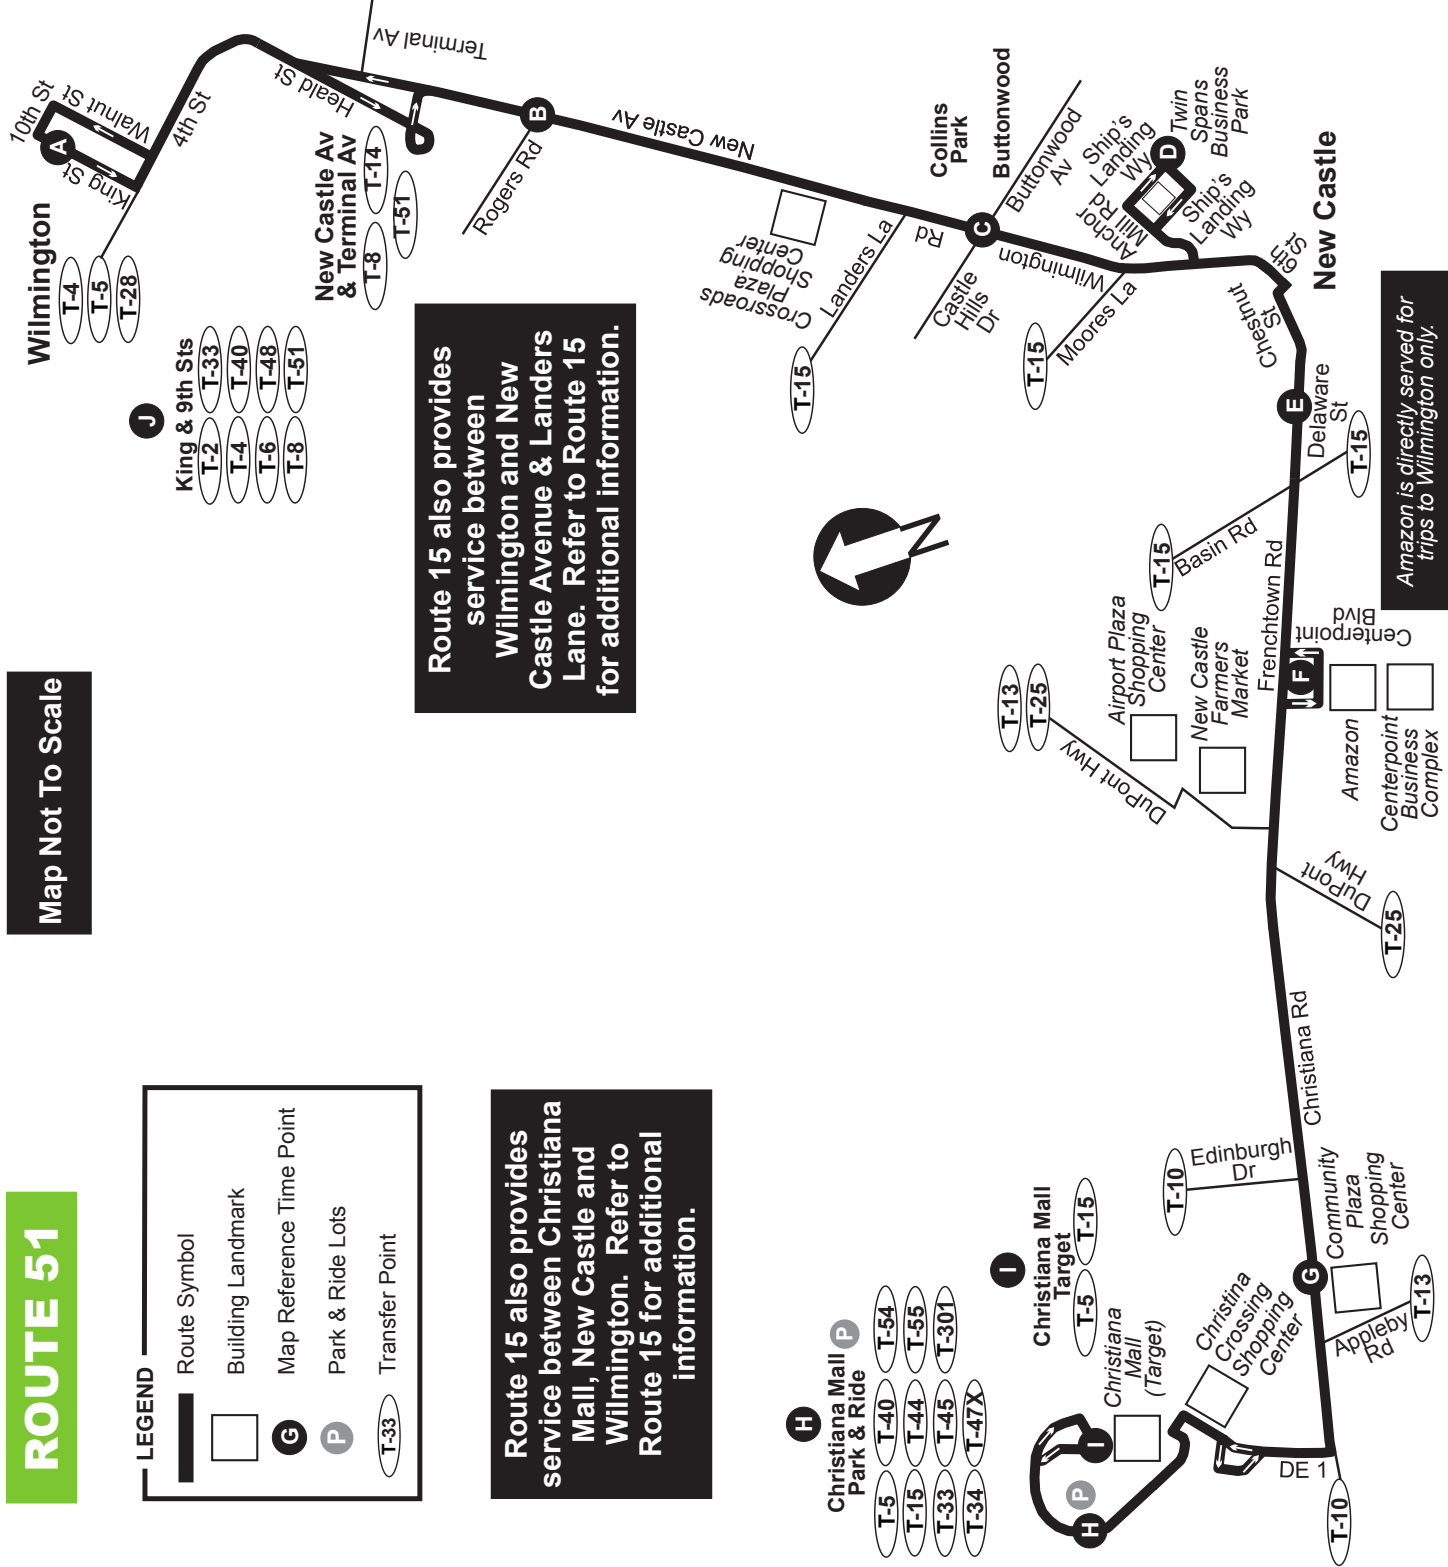 ROUTE 51
LEGEND
Route Symbol
Building Landmark
G
Map Reference Time Point
P
Park & Ride Lots
T-33
Transfer Point
Map Not To Scale
Route 15 also provides
service between Christiana
Mall, New Castle and
Wilmington. Refer to
Route 15 for additional
information.
Route 15 also provides
service between
Wilmington and New
Castle Avenue & Landers
Lane. Refer to Route 15
for additional information.
J
King & 9th Sts
T-2
T-33
T-4
T-40
T-6
T-48
T-8
T-51
Wilmington
T-4
T-5
T-28
10th St
A
King St
Walnut St
4th St
Heald St
Terminal Av
New Castle Av
& Terminal Av
T-8
T-14
T-51
B
Rogers Rd
New Castle Av
Crossroads
Plaza
Shopping
Center
Landers La
T-15
Rd
C
Collins
Park
Buttonwood
Buttonwood
Av
Castle
Hills
Dr
Wilmington
Moores La
T-15
Anchor
Mill Rd
Ship's
Landing
Wy
D
Twin
Spans
Business
Park
Ship's
Landing
Wy
6th
St
New Castle
Chestnut
St
E
Delaware
St
T-15
Basin Rd
T-15
N
Frenchtown Rd
F
Centerpoint
Blvd
Amazon is directly served for
trips to Wilmington only.
Amazon
Centerpoint
Business
Complex
Airport Plaza
Shopping
Center
New Castle
Farmers
Market
T-13
T-25
DuPont Hwy
DuPont
Hwy
T-25
Christiana Rd
Edinburgh
Dr
T-10
G
Community
Plaza
Shopping
Center
Appleby
Rd
T-13
DE 1
T-10
Christina
Crossing
Shopping
Center
Christiana
Mall
(Target)
I
Christiana Mall
Target
T-5
T-15
I
H
P
H
Christiana Mall P
Park & Ride
T-5
T-40
T-54
T-15
T-44
T-55
T-33
T-45
T-301
T-34
T-47X